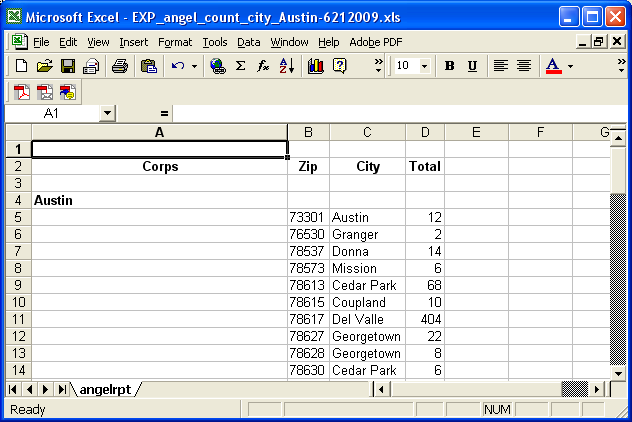 Microsoft Excel - EXP_angel_count_city_Austin-6212009.xls
File Edit View Insert Format Tools Data Window Help Adobe PDF
Σ fx 10 B U A
A1 =
A B C D E F G
1
2 Corps Zip City Total
3
4 Austin
5 73301 Austin 12
6 76530 Granger 2
7 78537 Donna 14
8 78573 Mission 6
9 78613 Cedar Park 68
10 78615 Coupland 10
11 78617 Del Valle 404
12 78627 Georgetown 22
13 78628 Georgetown 8
14 78630 Cedar Park 6
angelrpt
Ready NUM